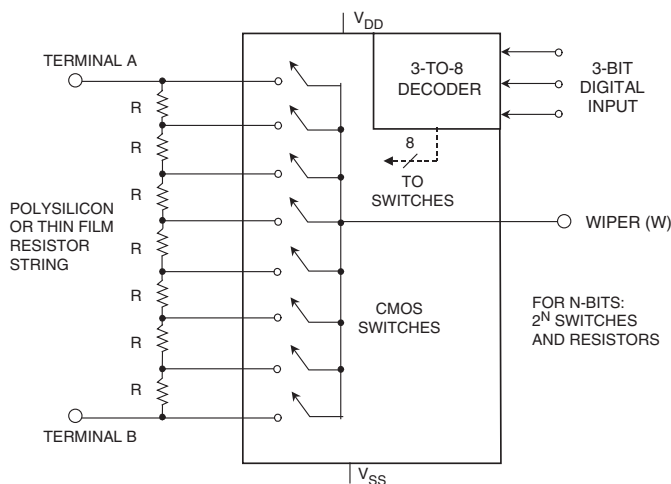 V_DD
TERMINAL A
3-TO-8
DECODER
3-BIT
DIGITAL
INPUT
R
R
R
R
R
R
R
8
TO
SWITCHES
POLYSILICON
OR THIN FILM
RESISTOR
STRING
WIPER (W)
CMOS
SWITCHES
FOR N-BITS:
2^N SWITCHES
AND RESISTORS
TERMINAL B
V_SS